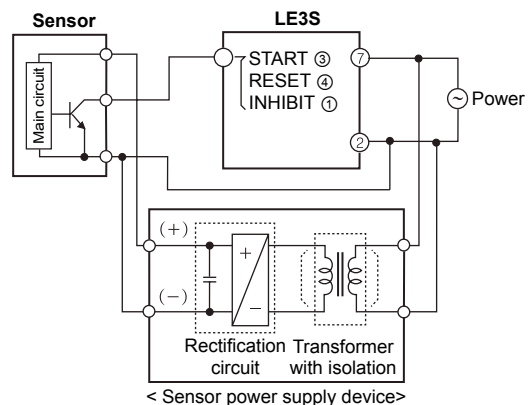 Sensor
LE3S
Main circuit
START ③
RESET ④
INHIBIT ①
⑦
②
~ Power
(+)
(−)
+
−
Rectification
circuit
Transformer
with isolation
< Sensor power supply device>